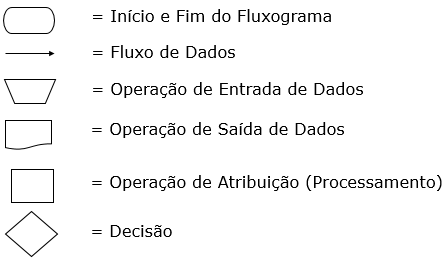 = Início e Fim do Fluxograma
= Fluxo de Dados
= Operação de Entrada de Dados
= Operação de Saída de Dados
= Operação de Atribuição (Processamento)
= Decisão